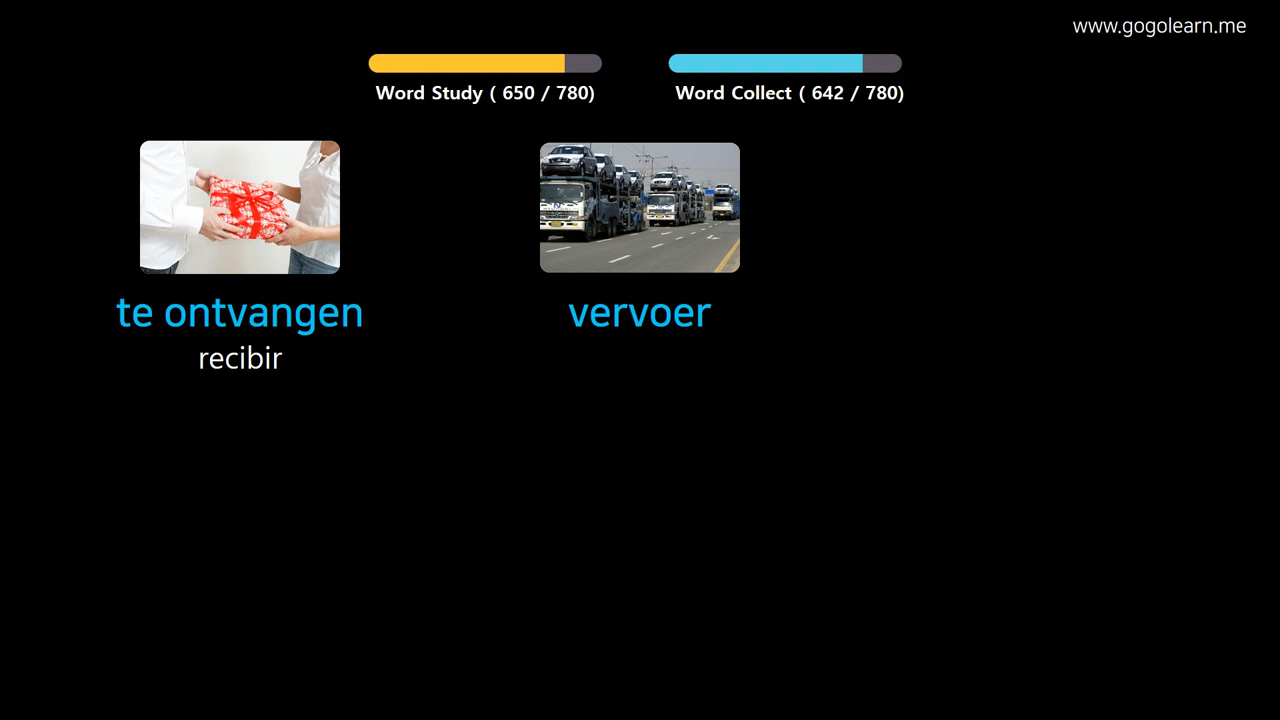 www.gogolearn.me
Word Study ( 650 / 780)
Word Collect ( 642 / 780)
te ontvangen
recibir
vervoer